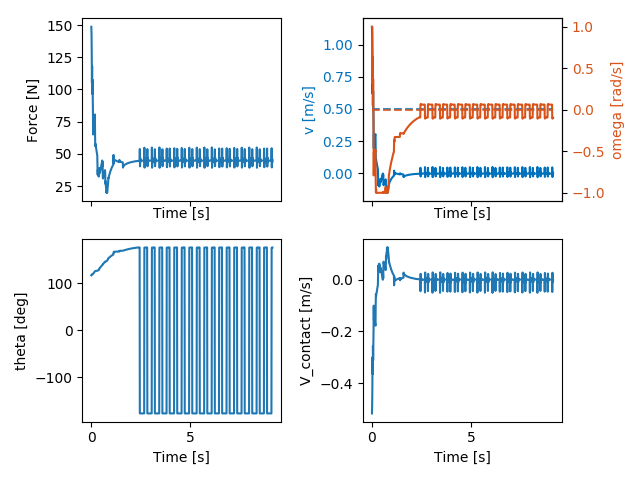 150
125
100
75
50
25
Force [N]
Time [s]
1.00
0.75
0.50
0.25
0.00
v [m/s]
1.0
0.5
0.0
−0.5
−1.0
omega [rad/s]
Time [s]
100
0
−100
theta [deg]
0
5
Time [s]
0.0
−0.2
−0.4
V_contact [m/s]
0
5
Time [s]